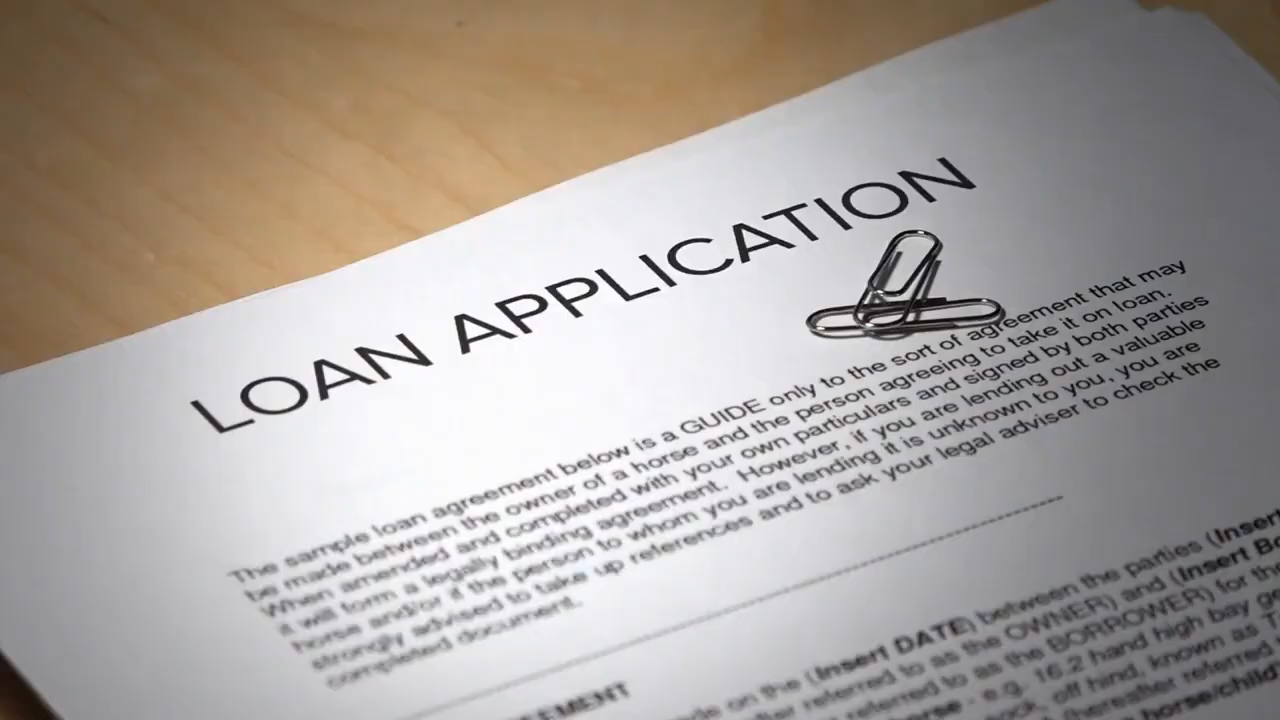 LOAN APPLICATION
The sample loan agreement below is a GUIDE only to the sort of agreement that may
be made between the owner of a horse and the person agreeing to take it on loan.
When amended and completed with your own particulars and signed by both parties
it will form a legally binding agreement. However, if you are lending out a valuable
horse and/or if the person to whom you are lending it is unknown to you, you are
strongly advised to take up references and to ask your legal adviser to check the
completed document.
on the (Insert DATE) between the parties (Insert
referred to as the OWNER) and (Insert
referred to as the BORROWER) for the
horse - e.g. 16.2 hand high bay
off hind, known as
hereafter referred
horse/child